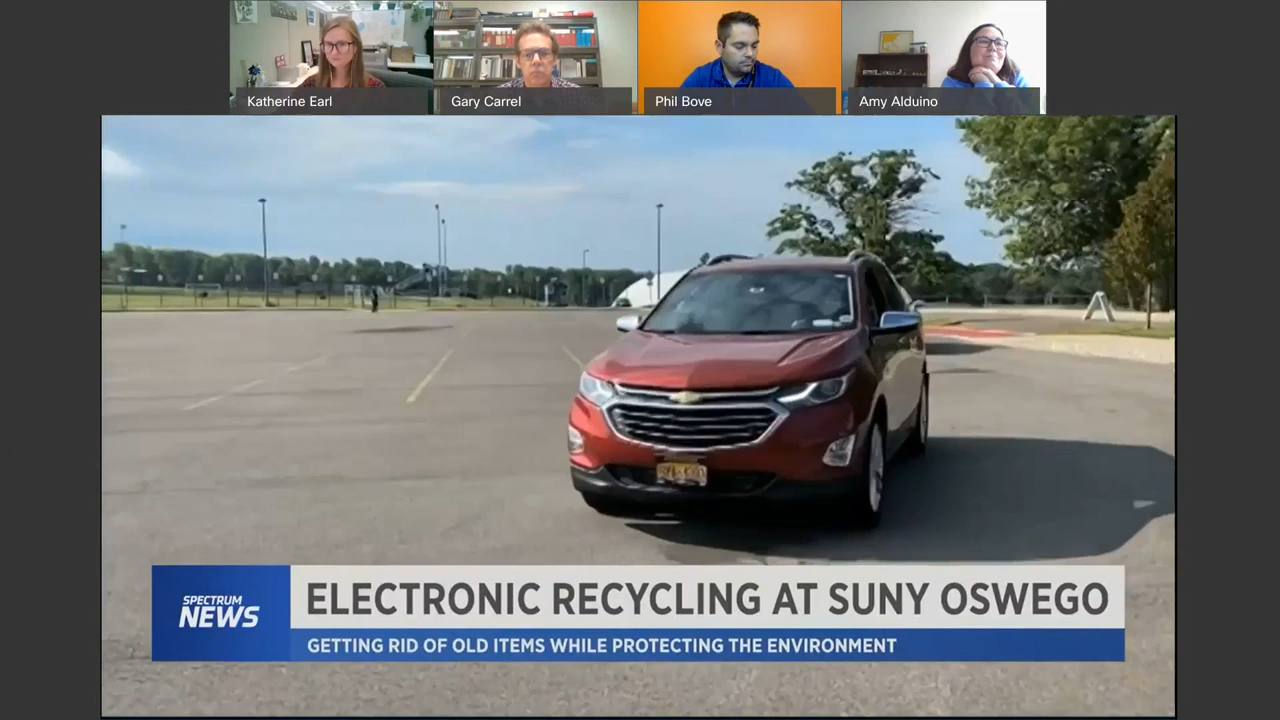 Katherine Earl
Gary Carrel
Phil Bove
Amy Alduino
SPECTRUM
NEWS
ELECTRONIC RECYCLING AT SUNY OSWEGO
GETTING RID OF OLD ITEMS WHILE PROTECTING THE ENVIRONMENT